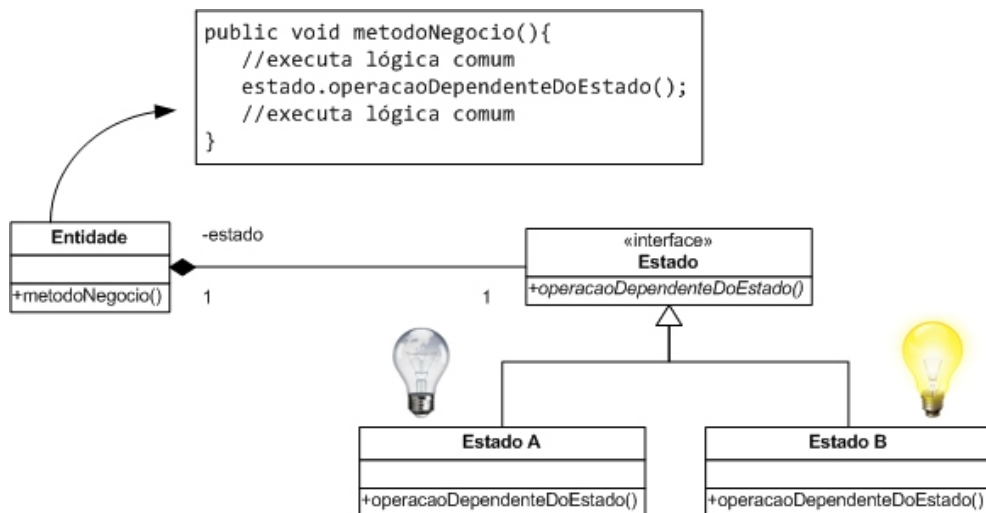 public void metodoNegocio(){
//executa lógica comum
estado.operacaoDependenteDoEstado();
//executa lógica comum
}
Entidade
+metodoNegocio()
-estado
1
1
«interface»
Estado
+operacaoDependenteDoEstado()
Estado A
+operacaoDependenteDoEstado()
Estado B
+operacaoDependenteDoEstado()